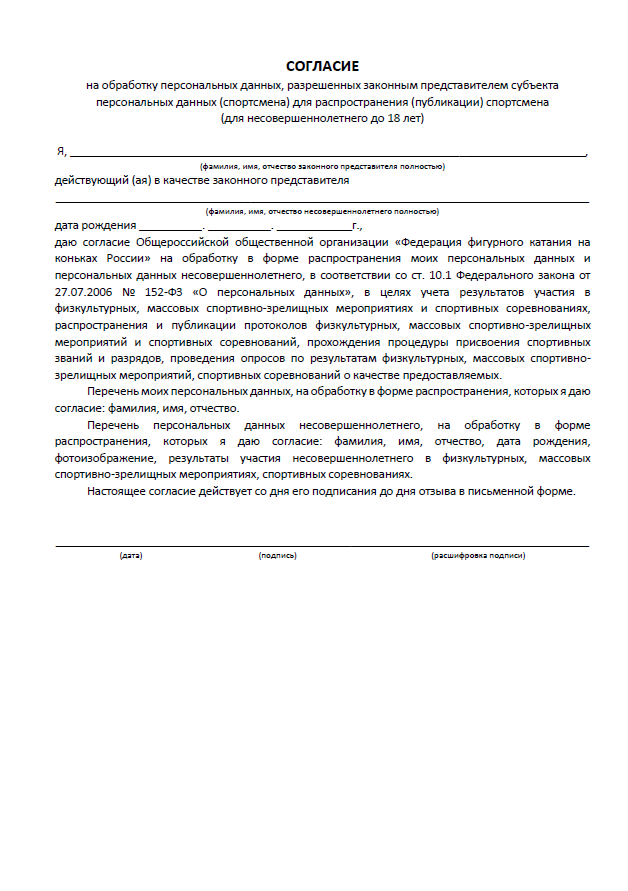 СОГЛАСИЕ
на обработку персональных данных, разрешенных законным представителем субъекта
персональных данных (спортсмена) для распространения (публикации) спортсмена
(для несовершеннолетнего до 18 лет)
Я, ________________________________________________,
(фамилия, имя, отчество законного представителя полностью)
действующий (ая) в качестве законного представителя
(фамилия, имя, отчество несовершеннолетнего полностью)
дата рождения __________. __________. ____________г.,
даю согласие Общероссийской общественной организации «Федерация фигурного катания на
коньках России» на обработку в форме распространения моих персональных данных и
персональных данных несовершеннолетнего, в соответствии со ст. 10.1 Федерального закона от
27.07.2006 № 152-ФЗ «О персональных данных», в целях учета результатов участия в
физкультурных, массовых спортивно-зрелищных мероприятиях и спортивных соревнованиях,
распространения и публикации протоколов физкультурных, массовых спортивно-зрелищных
мероприятий и спортивных соревнований, прохождения процедуры присвоения спортивных
званий и разрядов, проведения опросов по результатам физкультурных, массовых спортивно-
зрелищных мероприятий, спортивных соревнований о качестве предоставляемых.
Перечень моих персональных данных, на обработку в форме распространения, которых я даю
согласие: фамилия, имя, отчество.
Перечень персональных данных несовершеннолетнего, на обработку в форме
распространения, которых я даю согласие: фамилия, имя, отчество, дата рождения,
фотоизображение, результаты участия несовершеннолетнего в физкультурных, массовых
спортивно-зрелищных мероприятиях, спортивных соревнованиях.
Настоящее согласие действует со дня его подписания до дня отзыва в письменной форме.
(дата) (подпись) (расшифровка подписи)